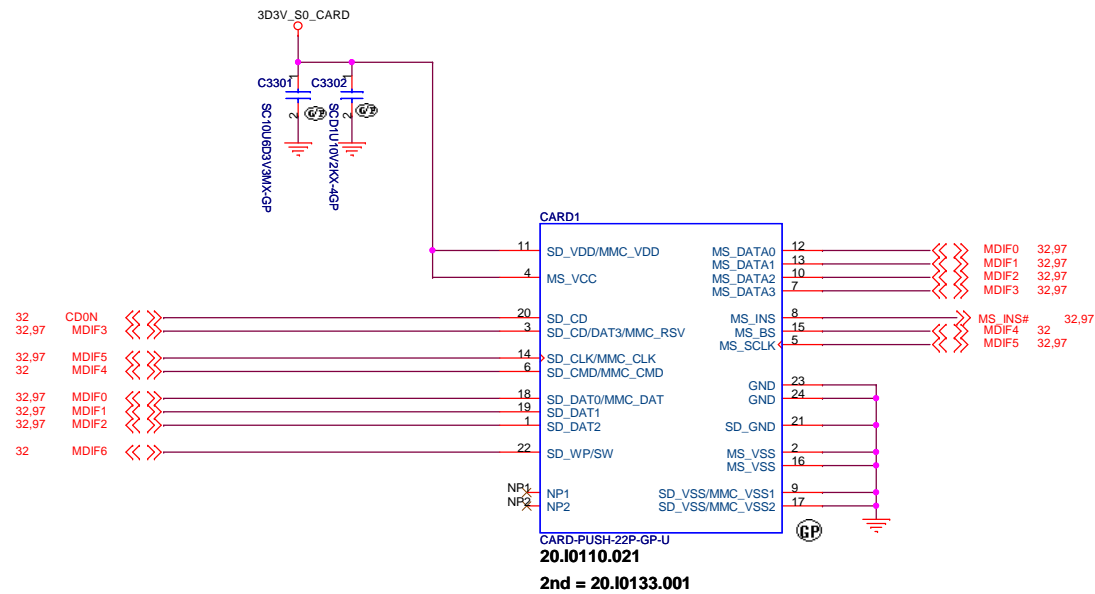 3D3V_S0_CARD
C3301
1
2
G/P
SC10U6D3V3MX-GP
C3302
1
2
G/P
SCD1U10V2KX-4GP
CARD1
11 SD_VDD/MMC_VDD
4 MS_VCC
32 CD0N 20 SD_CD
32,97 MDIF3 3 SD_CD/DAT3/MMC_RSV
32,97 MDIF5 14 SD_CLK/MMC_CLK
32 MDIF4 6 SD_CMD/MMC_CMD
32,97 MDIF0 18 SD_DAT0/MMC_DAT
32,97 MDIF1 19 SD_DAT1
32,97 MDIF2 1 SD_DAT2
32 MDIF6 22 SD_WP/SW
NP1 NP1
NP2 NP2
MS_DATA0 12 MDIF0 32,97
MS_DATA1 13 MDIF1 32,97
MS_DATA2 10 MDIF2 32,97
MS_DATA3 7 MDIF3 32,97
MS_INS 8 MS_INS# 32,97
MS_BS 15 MDIF4 32
MS_SCLK 5 MDIF5 32,97
GND 23
GND 24
SD_GND 21
MS_VSS 2
MS_VSS 16
SD_VSS/MMC_VSS1 9
SD_VSS/MMC_VSS2 17
GP
CARD-PUSH-22P-GP-U
20.I0110.021
2nd = 20.I0133.001